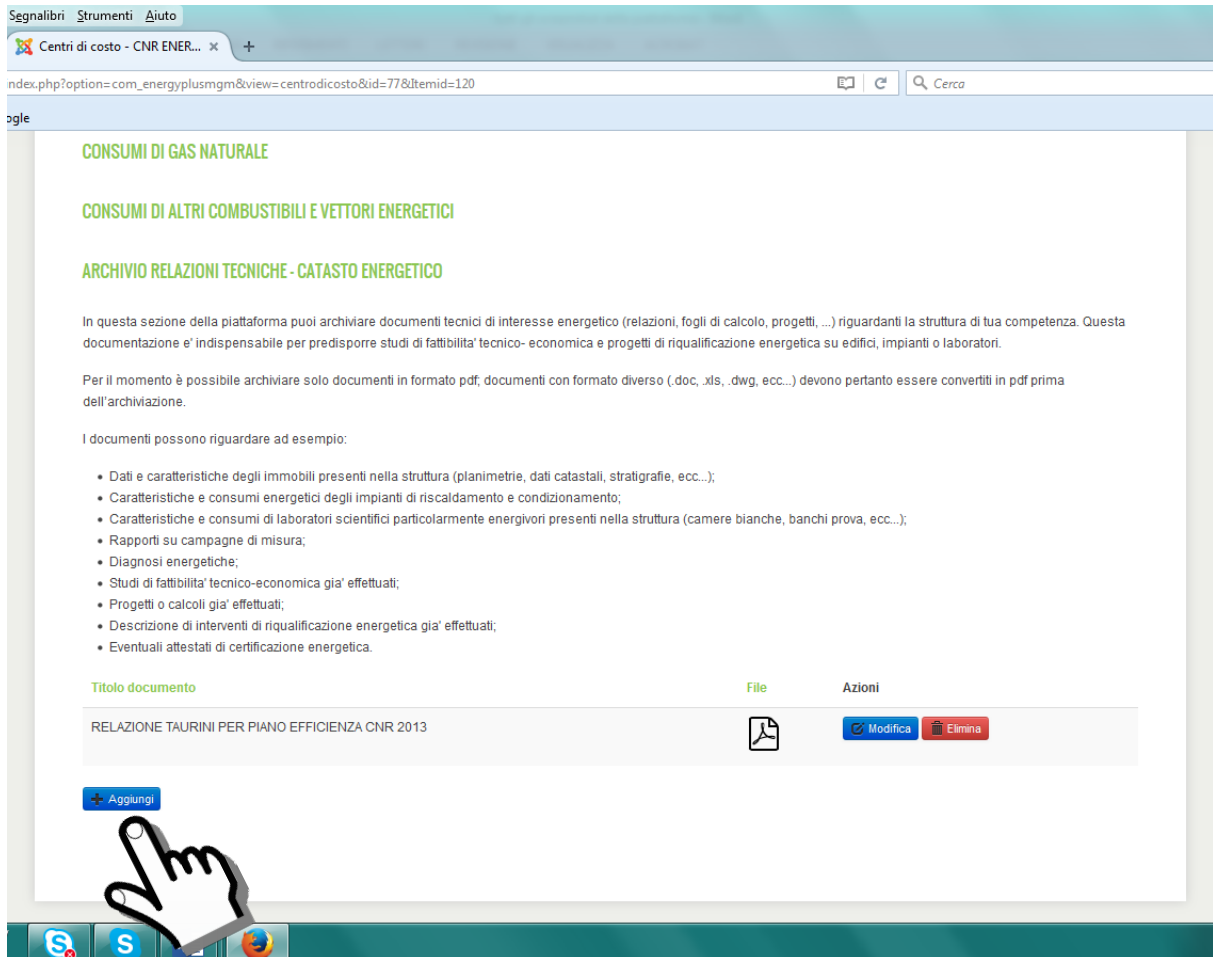 Segnalibri Strumenti Aiuto
Centri di costo - CNR ENER... × +
index.php?option=com_energyplusmgm&view=centrodicosto&id=77&Itemid=120
Cerca
ogle
CONSUMI DI GAS NATURALE
CONSUMI DI ALTRI COMBUSTIBILI E VETTORI ENERGETICI
ARCHIVIO RELAZIONI TECNICHE - CATASTO ENERGETICO
In questa sezione della piattaforma puoi archiviare documenti tecnici di interesse energetico (relazioni, fogli di calcolo, progetti, ...) riguardanti la struttura di tua competenza. Questa
documentazione e' indispensabile per predisporre studi di fattibilita' tecnico- economica e progetti di riqualificazione energetica su edifici, impianti o laboratori.
Per il momento è possibile archiviare solo documenti in formato pdf; documenti con formato diverso (.doc, .xls, .dwg, ecc...) devono pertanto essere convertiti in pdf prima
dell'archiviazione.
I documenti possono riguardare ad esempio:
• Dati e caratteristiche degli immobili presenti nella struttura (planimetrie, dati catastali, stratigrafie, ecc...);
• Caratteristiche e consumi energetici degli impianti di riscaldamento e condizionamento;
• Caratteristiche e consumi di laboratori scientifici particolarmente energivori presenti nella struttura (camere bianche, banchi prova, ecc...);
• Rapporti su campagne di misura;
• Diagnosi energetiche;
• Studi di fattibilita' tecnico-economica gia' effettuati;
• Progetti o calcoli gia' effettuati;
• Descrizione di interventi di riqualificazione energetica gia' effettuati;
• Eventuali attestati di certificazione energetica.
Titolo documento File Azioni
RELAZIONE TAURINI PER PIANO EFFICIENZA CNR 2013 Modifica Elimina
Aggiungi